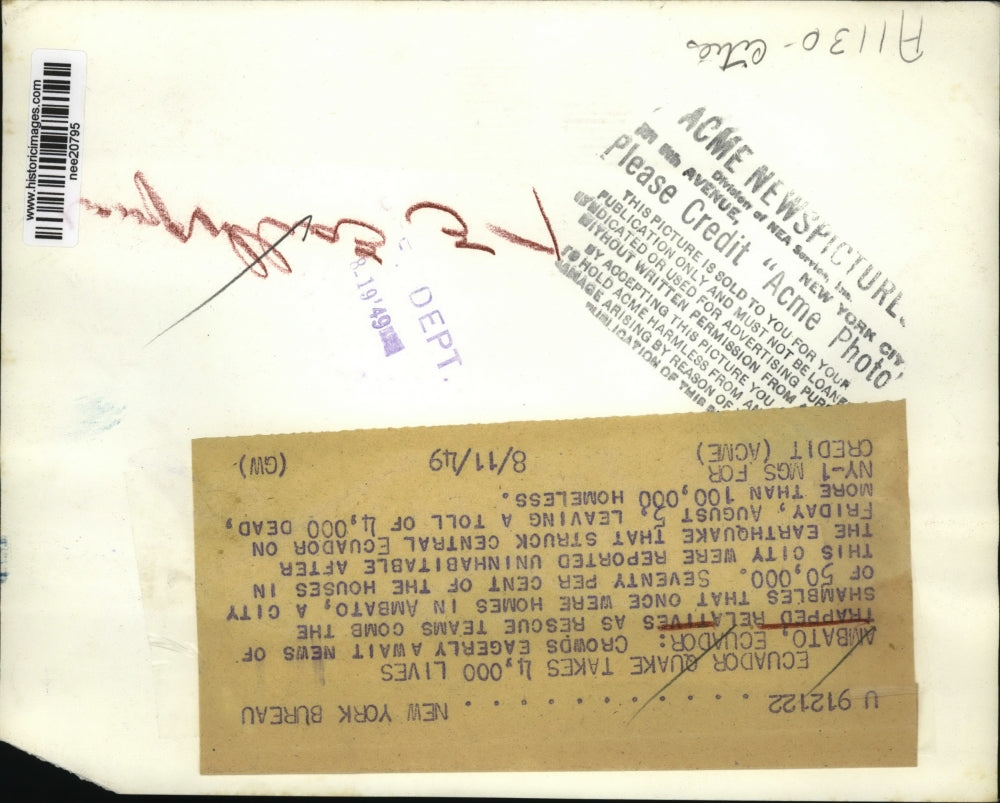 A1130- cities
www.historicimages.com
nee20795
ACME NEWSPICTURES
Division of NEA Service, Inc.
AVENUE, NEW YORK CITY
Please Credit "Acme Photo
THIS PICTURE IS SOLD TO YOU FOR YOUR
PUBLICATION ONLY AND MUST NOT BE LOANED
SYNDICATED OR USED FOR ADVERTISING PUR
WITHOUT WRITTEN PERMISSION FROM
BY ACCEPTING THIS PICTURE YOU
TO HOLD ACME HARMLESS FROM
DAMAGE ARISING BY REASON OF
PUBLICATION OF THIS
DEPT.
8-19'49
U 912122 . . . . . . . . . . . . . NEW YORK BUREAU
ECUADOR QUAKE TAKES 4,000 LIVES
AMBATO, ECUADOR: CROWDS EAGERLY AWAIT NEWS OF
TRAPPED RELATIVES AS RESCUE TEAMS COMB THE
SHAMBLES THAT ONCE WERE HOMES IN AMBATO, A CITY
OF 50,000. SEVENTY PER CENT OF THE HOUSES IN
THIS CITY WERE REPORTED UNINHABITABLE AFTER
THE EARTHQUAKE THAT STRUCK CENTRAL ECUADOR ON
FRIDAY, AUGUST 5, LEAVING A TOLL OF 4,000 DEAD,
MORE THAN 100,000 HOMELESS.
NY-1 MGS FOR
CREDIT (ACME) 8/11/49 (GW)